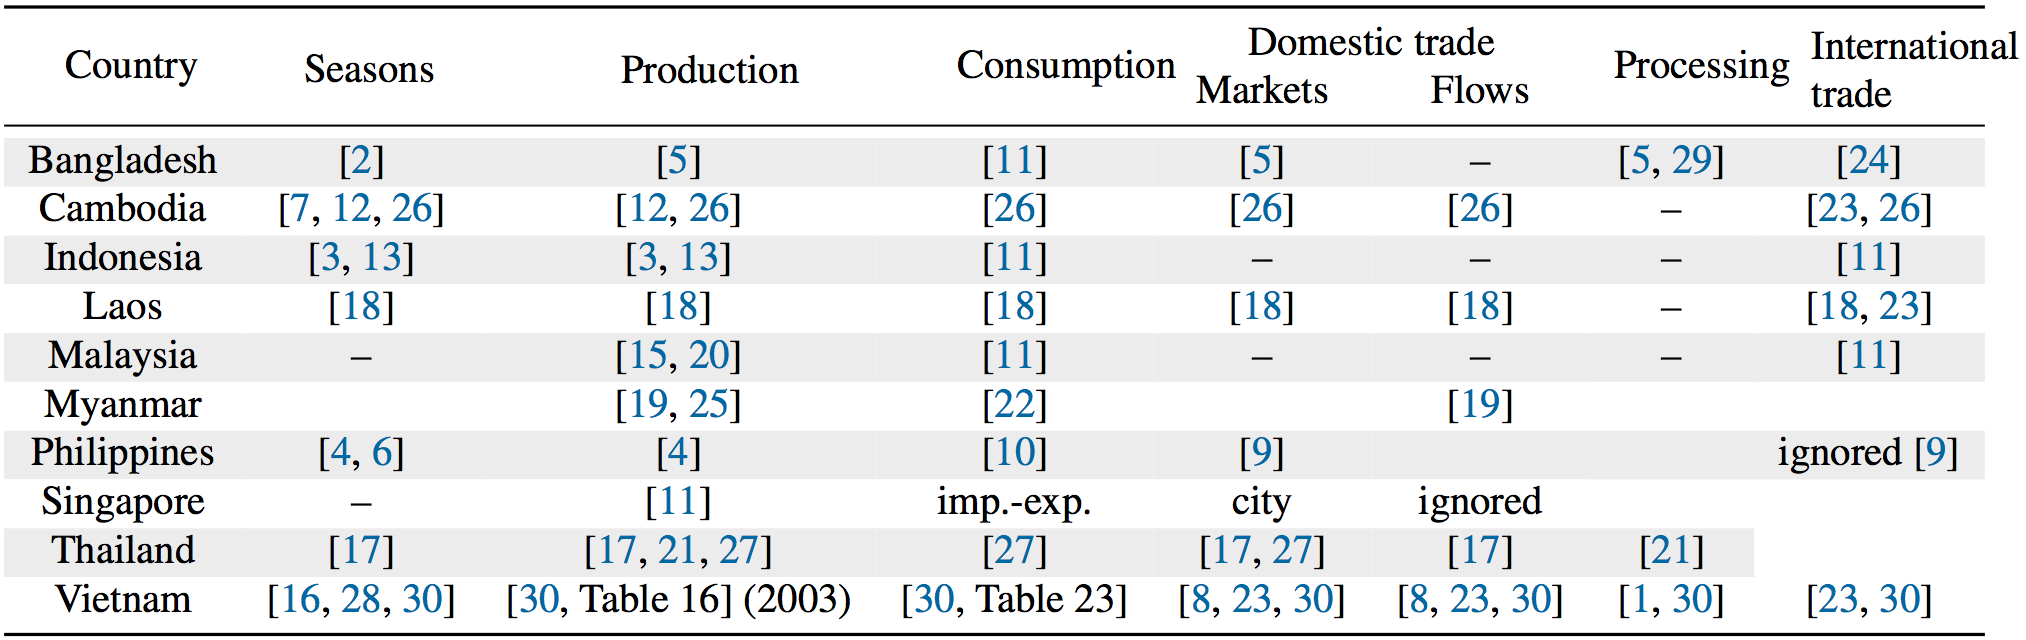 Country Seasons Production Consumption Domestic trade Processing International trade
Markets Flows
Bangladesh [2] [5] [11] [5] – [5, 29] [24]
Cambodia [7, 12, 26] [12, 26] [26] [26] [26] – [23, 26]
Indonesia [3, 13] [3, 13] [11] – – – [11]
Laos [18] [18] [18] [18] [18] – [18, 23]
Malaysia – [15, 20] [11] – – – [11]
Myanmar [19, 25] [22] [19]
Philippines [4, 6] [4] [10] [9] ignored [9]
Singapore – [11] imp.-exp. city ignored
Thailand [17] [17, 21, 27] [27] [17, 27] [17] [21]
Vietnam [16, 28, 30] [30, Table 16] (2003) [30, Table 23] [8, 23, 30] [8, 23, 30] [1, 30] [23, 30]